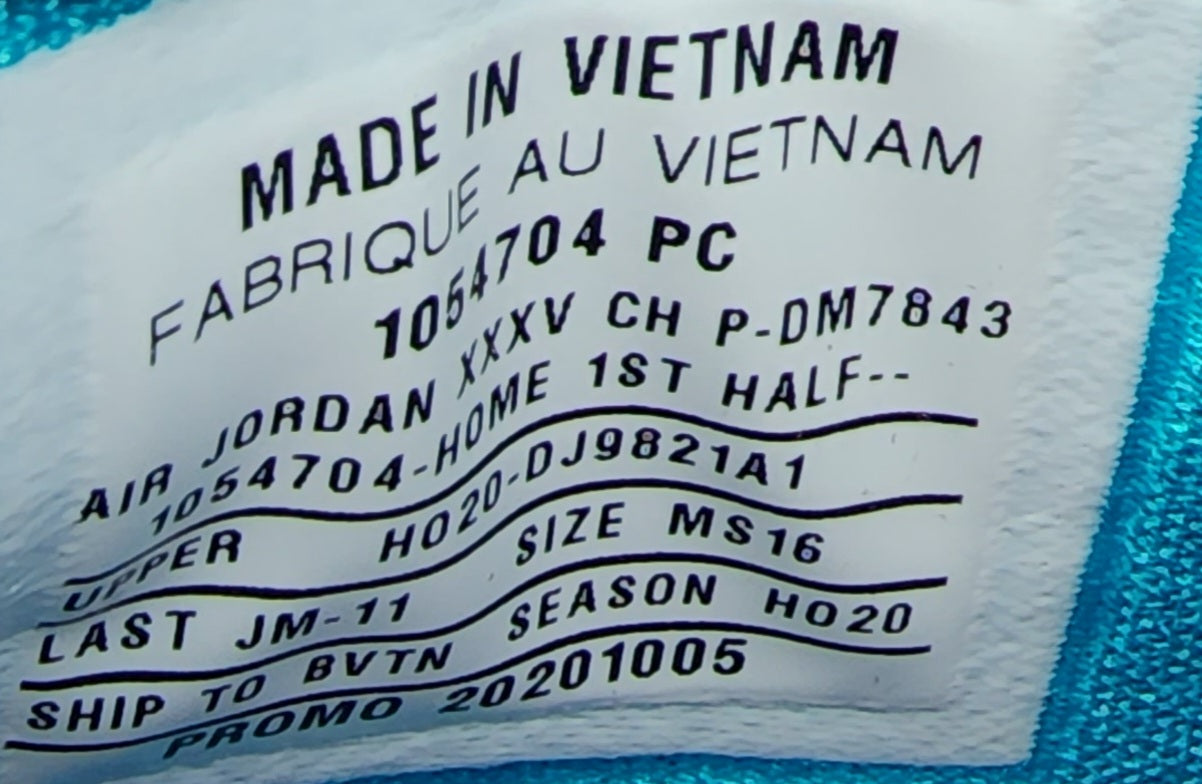 MADE IN VIETNAM
FABRIQUE AU VIETNAM
1054704 PC
AIR JORDAN XXXV CH P-DM7843
1054704-HOME 1ST HALF--
UPPER HO20-DJ9821A1
LAST JM-11 SIZE MS16
SHIP TO BVTN SEASON HO20
PROMO 20201005